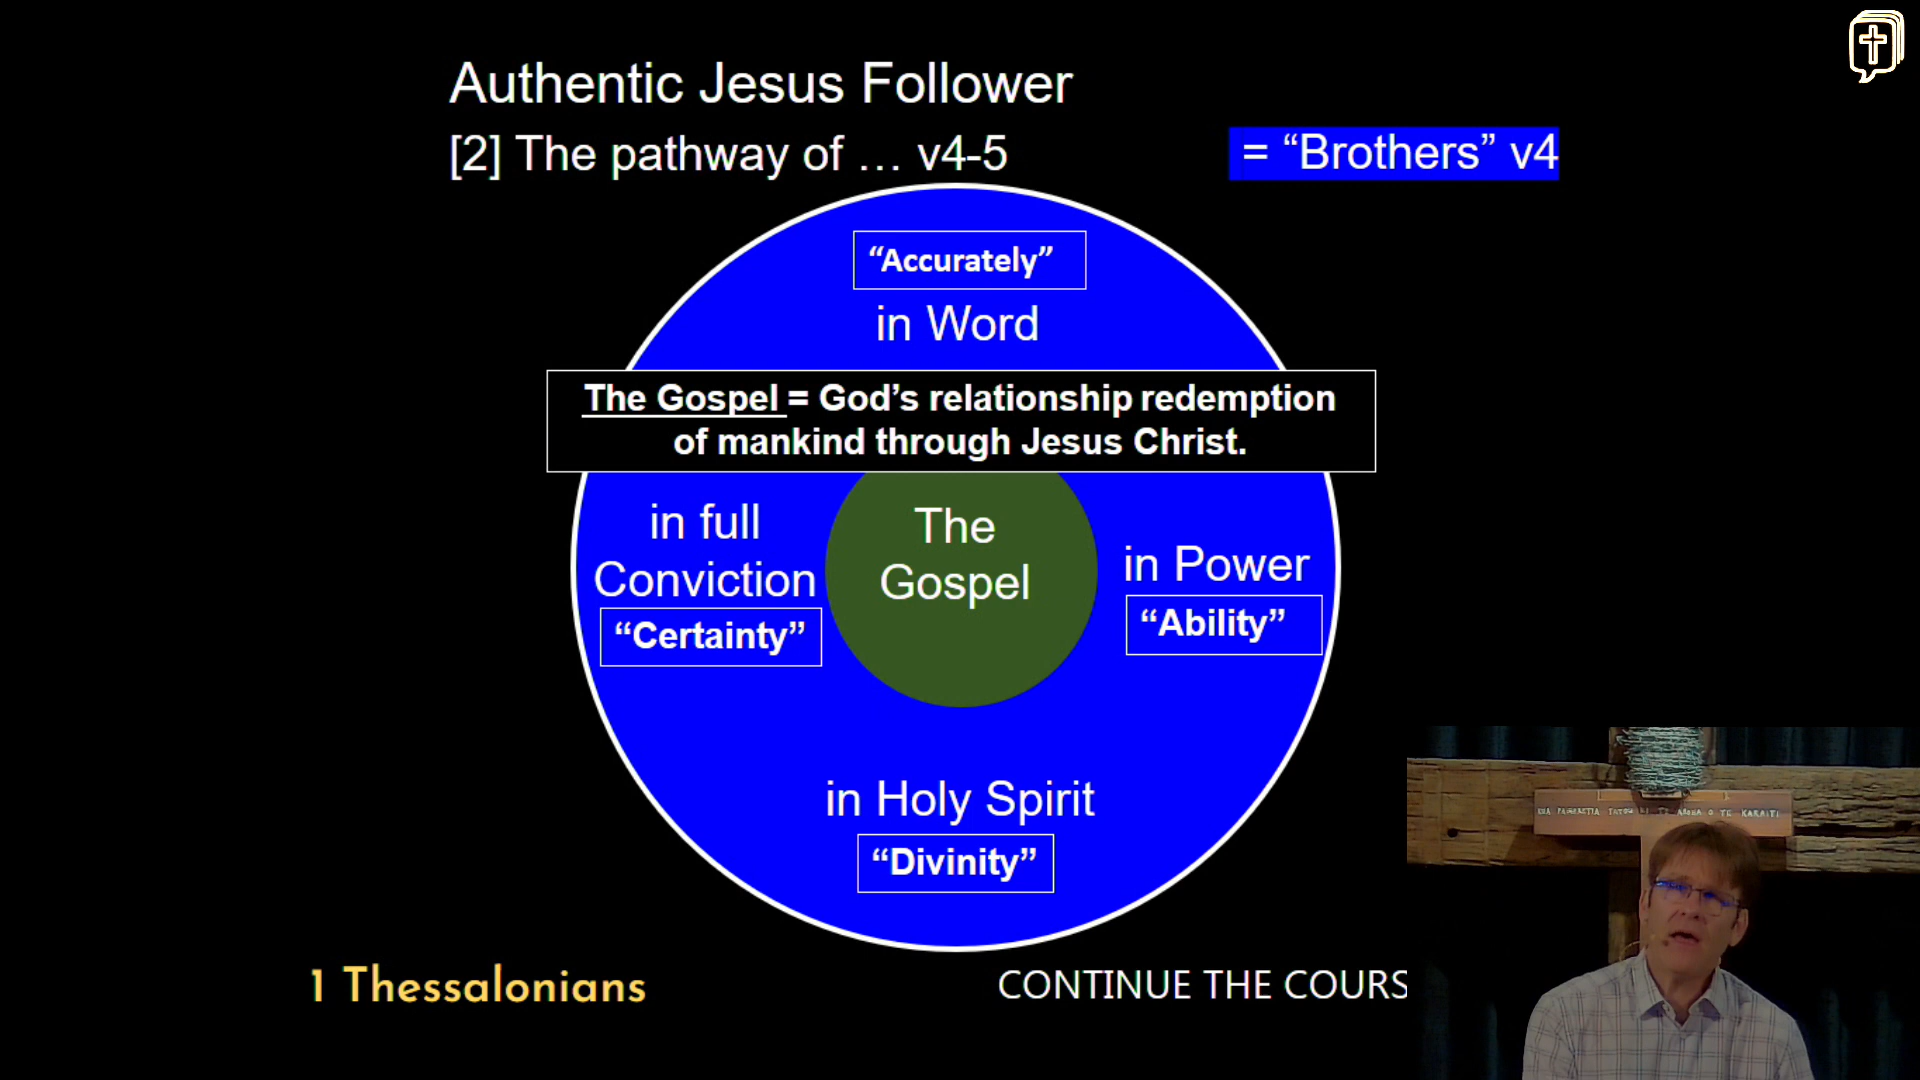 Authentic Jesus Follower
[2] The pathway of … v4-5
= “Brothers” v4
“Accurately”
in Word
The Gospel = God’s relationship redemption
of mankind through Jesus Christ.
in full
Conviction
“Certainty”
The
Gospel
in Power
“Ability”
in Holy Spirit
“Divinity”
1 Thessalonians
CONTINUE THE COURS
O TE KAKAITI